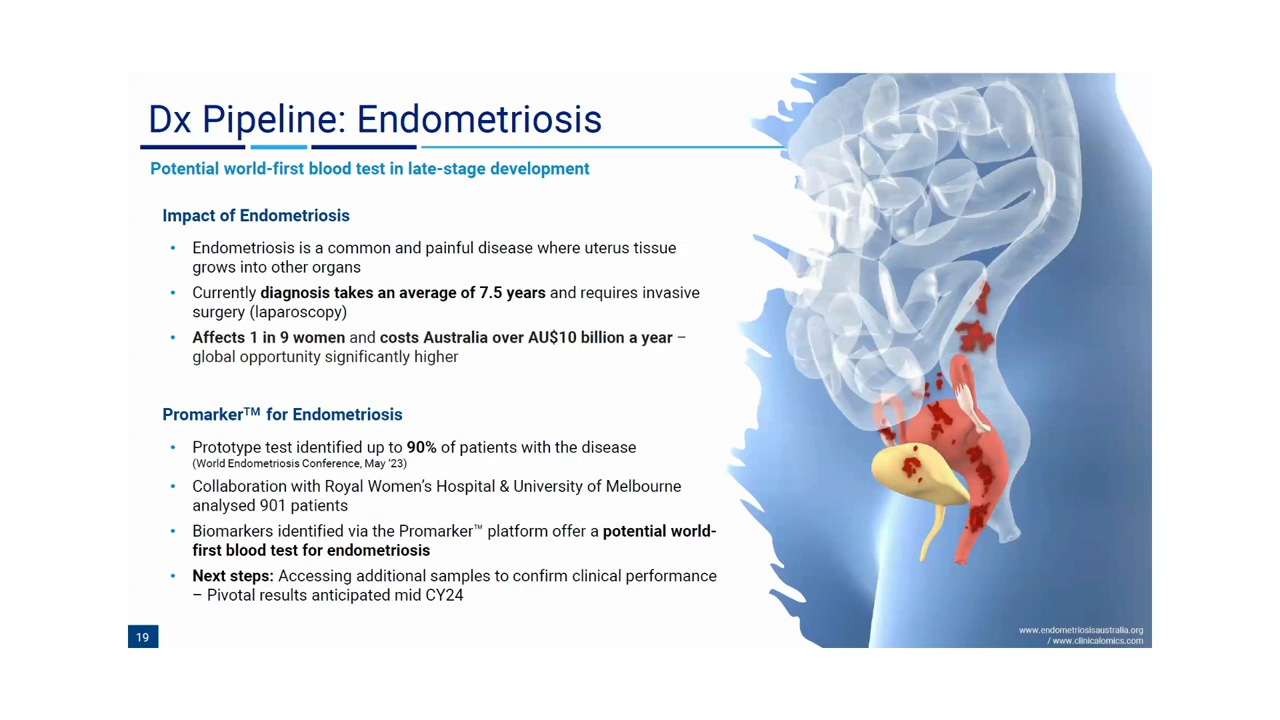 Dx Pipeline: Endometriosis
Potential world-first blood test in late-stage development
Impact of Endometriosis
• Endometriosis is a common and painful disease where uterus tissue
grows into other organs
• Currently diagnosis takes an average of 7.5 years and requires invasive
surgery (laparoscopy)
• Affects 1 in 9 women and costs Australia over AU$10 billion a year –
global opportunity significantly higher
Promarker™ for Endometriosis
• Prototype test identified up to 90% of patients with the disease
(World Endometriosis Conference, May ‘23)
• Collaboration with Royal Women’s Hospital & University of Melbourne
analysed 901 patients
• Biomarkers identified via the Promarker™ platform offer a potential world-
first blood test for endometriosis
• Next steps: Accessing additional samples to confirm clinical performance
– Pivotal results anticipated mid CY24
19
www.endometriosisaustralia.org
/ www.clinicalomics.com